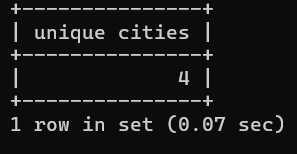 +---------------+
| unique cities |
+---------------+
|             4 |
+---------------+
1 row in set (0.07 sec)